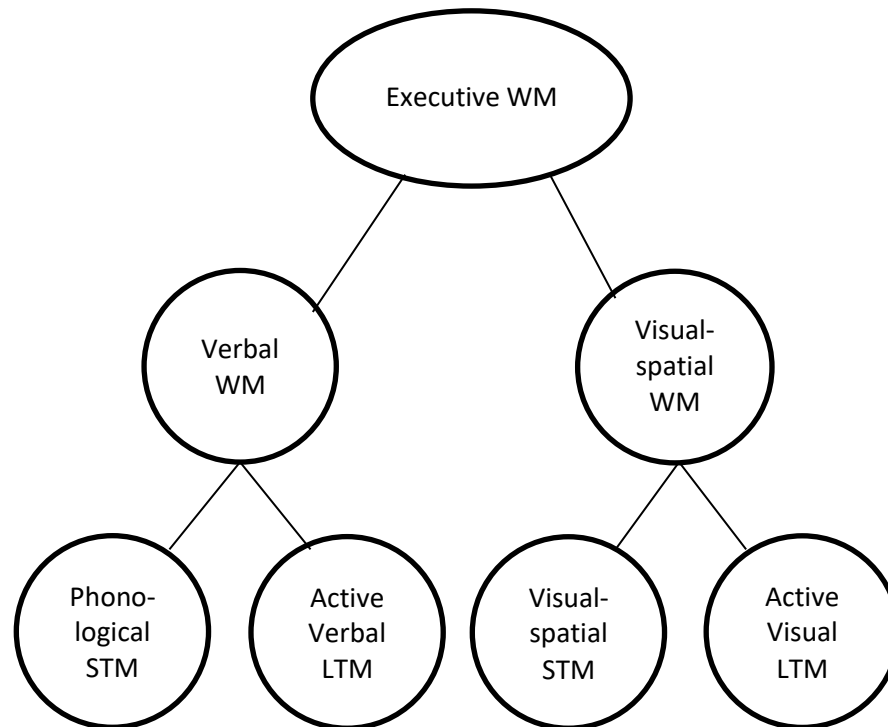 Executive WM
Verbal
WM
Visual-
spatial
WM
Phono-
logical
STM
Active
Verbal
LTM
Visual-
spatial
STM
Active
Visual
LTM